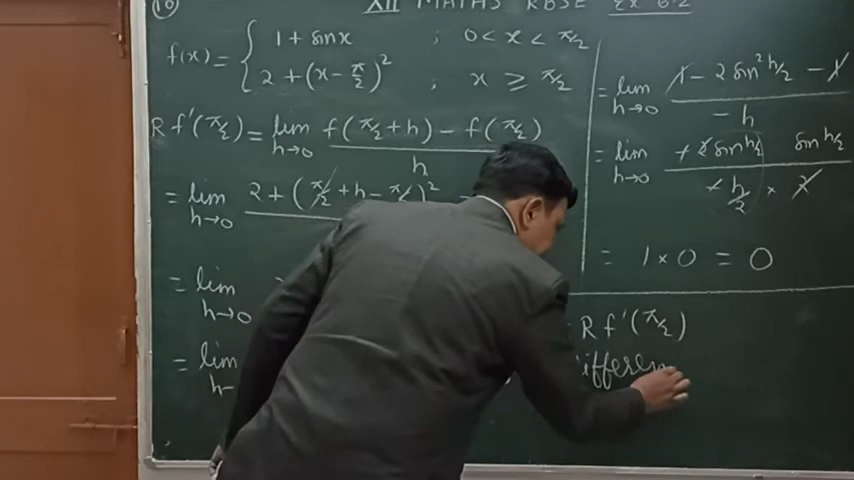 (10)
XII MATHS RBSE Ex 6.2
f(x) = { 1 + sinx ; 0 < x < π/2
2 + (x - π/2)² ; x ≥ π/2
R f'(π/2) = lim h→0 f(π/2 + h) - f(π/2) / h
= lim h→0 2 + (π/2 + h - π/2)²
= lim h→0
= lim h-
= lim h→0 1 - 2 sin² h/2 - 1 / - h
= lim h→0 + 2 sin h/2 sin h/2 / + h/2 × 2
= 1 × 0 = 0
R f'(π/2)
ifferen